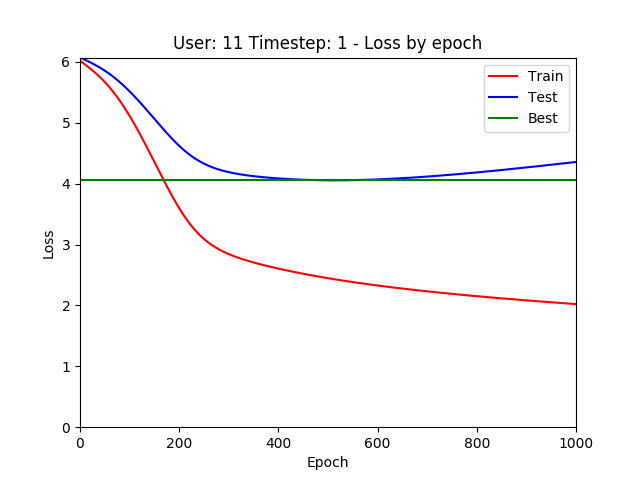 User: 11 Timestep: 1 - Loss by epoch
Train
Test
Best
6
5
4
3
2
1
0
Loss
0 200 400 600 800 1000
Epoch